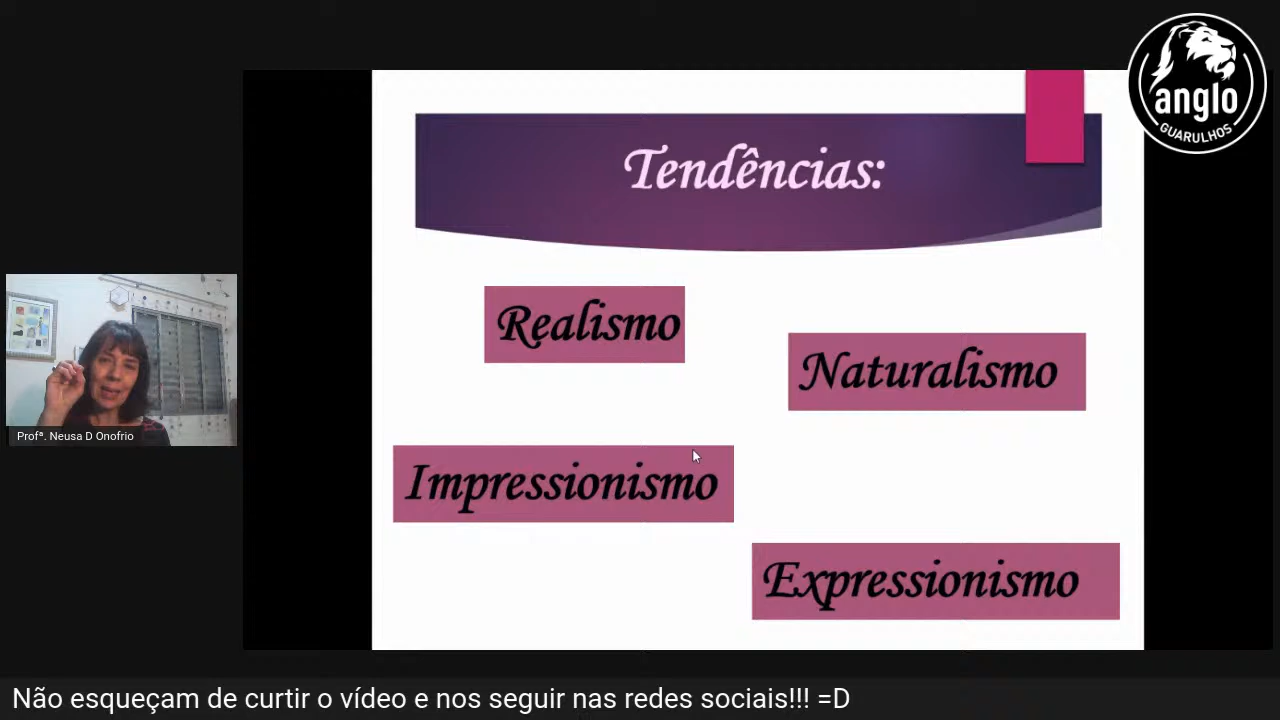 anglo
GUARULHOS
Tendências:
Realismo
Naturalismo
Impressionismo
Expressionismo
Profª. Neusa D Onofrio
Não esqueçam de curtir o vídeo e nos seguir nas redes sociais!!! =D